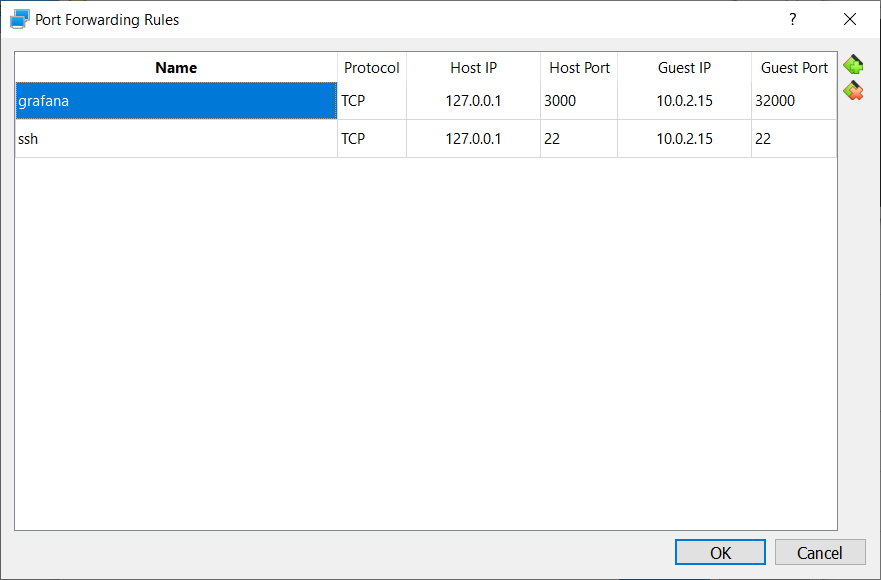 Port Forwarding Rules ?
Name Protocol Host IP Host Port Guest IP Guest Port
grafana TCP 127.0.0.1 3000 10.0.2.15 32000
ssh TCP 127.0.0.1 22 10.0.2.15 22
OK Cancel